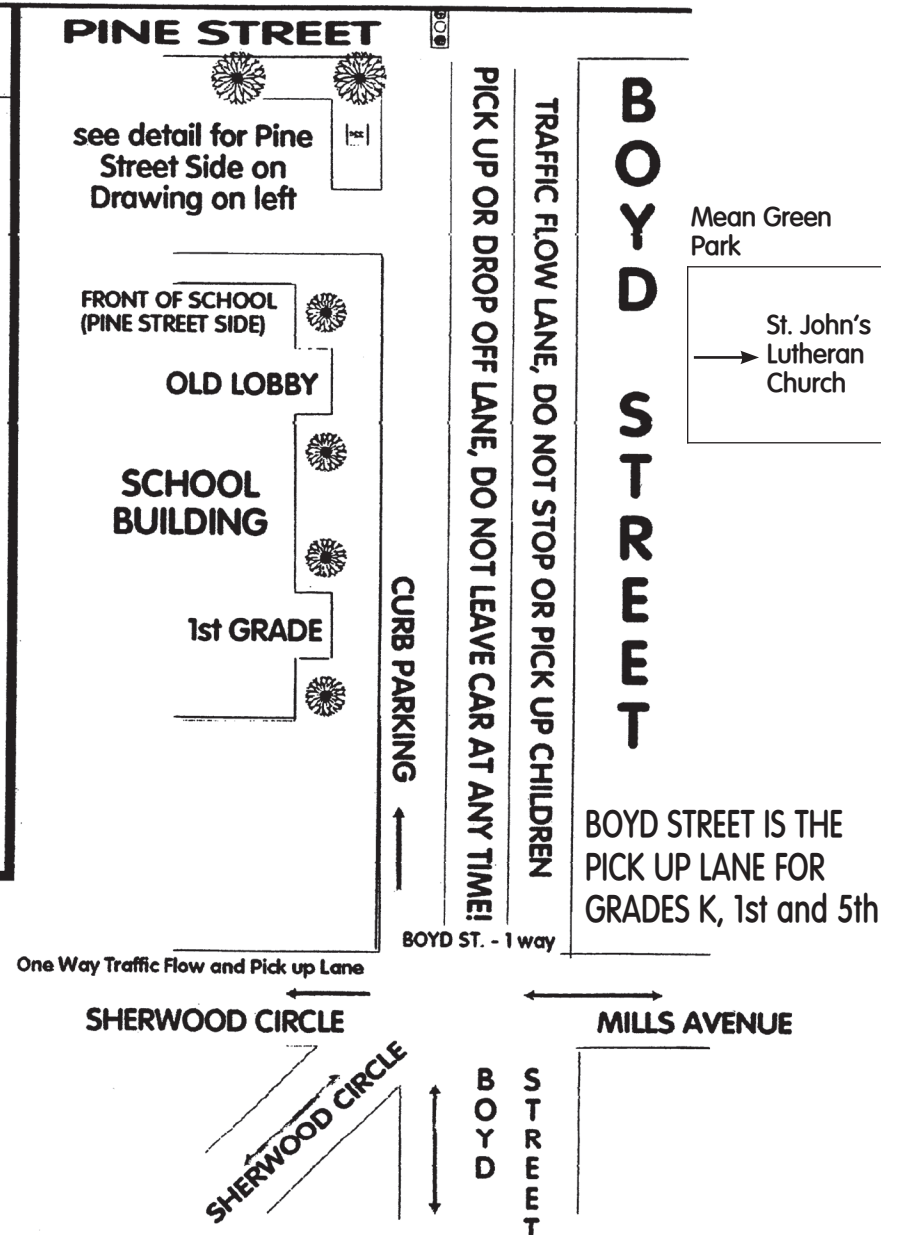 PINE STREET
see detail for Pine
Street Side on
Drawing on left
FRONT OF SCHOOL
(PINE STREET SIDE)
OLD LOBBY
SCHOOL
BUILDING
1st GRADE
CURB PARKING
PICK UP OR DROP OFF LANE, DO NOT LEAVE CAR AT ANY TIME!
TRAFFIC FLOW LANE, DO NOT STOP OR PICK UP CHILDREN
BOYD STREET
Mean Green
Park
St. John's
Lutheran
Church
BOYD STREET IS THE
PICK UP LANE FOR
GRADES K, 1st and 5th
BOYD ST. - 1 way
One Way Traffic Flow and Pick up Lane
SHERWOOD CIRCLE
MILLS AVENUE
SHERWOOD CIRCLE
BOYD
STREET